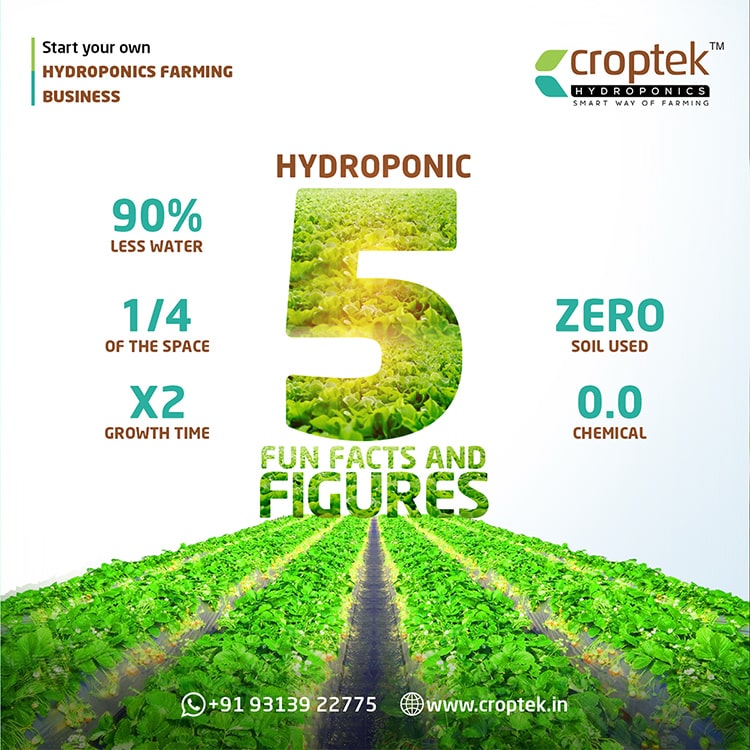 Start your own
HYDROPONICS FARMING
BUSINESS
croptek™
HYDROPONICS
SMART WAY OF FARMING
HYDROPONIC
5
FUN FACTS AND
FIGURES
90%
LESS WATER
1/4
OF THE SPACE
X2
GROWTH TIME
ZERO
SOIL USED
0.0
CHEMICAL
+91 93139 22775
www.croptek.in